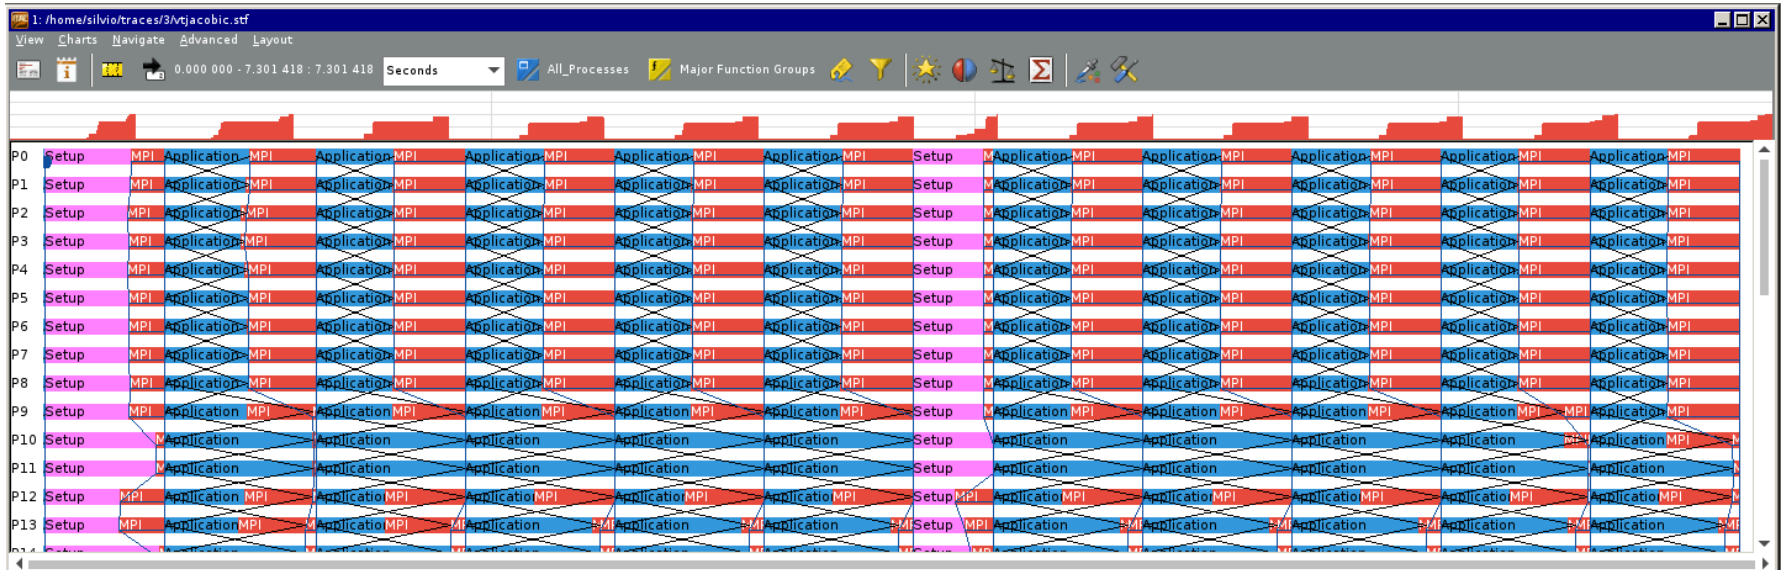 1: /home/silvio/traces/3/vtjacobic.stf
View Charts Navigate Advanced Layout
0.000 000 - 7.301 418 : 7.301 418 Seconds All_Processes Major Function Groups
P0 Setup MPI Application MPI Application MPI Application MPI Application MPI Application MPI Setup M Application MPI Application MPI Application MPI Application MPI Application MPI
P1 Setup MPI Application MPI Application MPI Application MPI Application MPI Application MPI Setup M Application MPI Application MPI Application MPI Application MPI Application MPI
P2 Setup MPI Application MPI Application MPI Application MPI Application MPI Application MPI Setup M Application MPI Application MPI Application MPI Application MPI Application MPI
P3 Setup MPI Application MPI Application MPI Application MPI Application MPI Application MPI Setup M Application MPI Application MPI Application MPI Application MPI Application MPI
P4 Setup MPI Application MPI Application MPI Application MPI Application MPI Application MPI Setup M Application MPI Application MPI Application MPI Application MPI Application MPI
P5 Setup MPI Application MPI Application MPI Application MPI Application MPI Application MPI Setup M Application MPI Application MPI Application MPI Application MPI Application MPI
P6 Setup MPI Application MPI Application MPI Application MPI Application MPI Application MPI Setup M Application MPI Application MPI Application MPI Application MPI Application MPI
P7 Setup MPI Application MPI Application MPI Application MPI Application MPI Application MPI Setup M Application MPI Application MPI Application MPI Application MPI Application MPI
P8 Setup MPI Application MPI Application MPI Application MPI Application MPI Application MPI Setup M Application MPI Application MPI Application MPI Application MPI Application MPI
P9 Setup MPI Application MPI Application MPI Application MPI Application MPI Application MPI Setup M Application MPI Application MPI Application MPI Application MPI MPI Application MPI
P10 Setup M Application Application Application Application Application Setup Application Application Application Application MPI Application MPI M
P11 Setup M Application Application Application Application Application Setup Application Application Application Application Application
P12 Setup MPI Application MPI Applicatio MPI Applicatio MPI Applicatio MPI Applicatio MPI Setup MPI Applicatio MPI Applicatio MPI Applicatio MPI Applicatio MPI Applicatio MPI
P13 Setup MPI Application MPI M Applicatio MPI Application Application Application Setup MPI Application Application Application Application Application